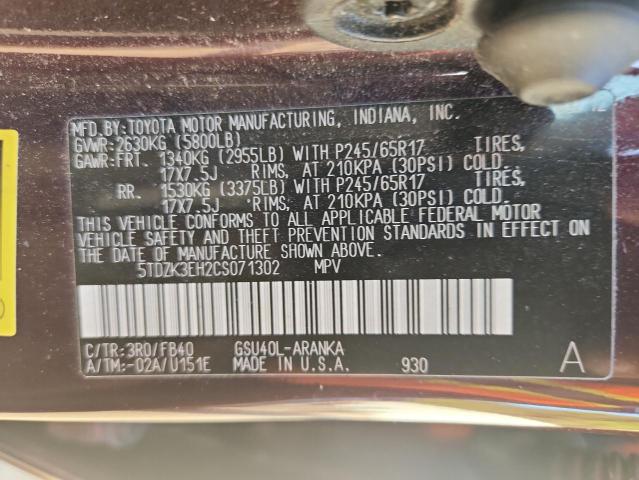 MFD.BY:TOYOTA MOTOR MANUFACTURING, INDIANA, INC.
GVWR:2630KG (5800LB)
GAWR:FRT. 1340KG (2955LB) WITH P245/65R17 TIRES,
17X7.5J RIMS, AT 210KPA (30PSI) COLD.
RR. 1530KG (3375LB) WITH P245/65R17 TIRES,
17X7.5J RIMS, AT 210KPA (30PSI) COLD.
THIS VEHICLE CONFORMS TO ALL APPLICABLE FEDERAL MOTOR
VEHICLE SAFETY AND THEFT PREVENTION STANDARDS IN EFFECT ON
THE DATE OF MANUFACTURE SHOWN ABOVE.
5TDZK3EH2CS071302 MPV
C/TR:3R0/FB40 GSU40L-ARANKA
A/TM:-02A/U151E MADE IN U.S.A. 930 A